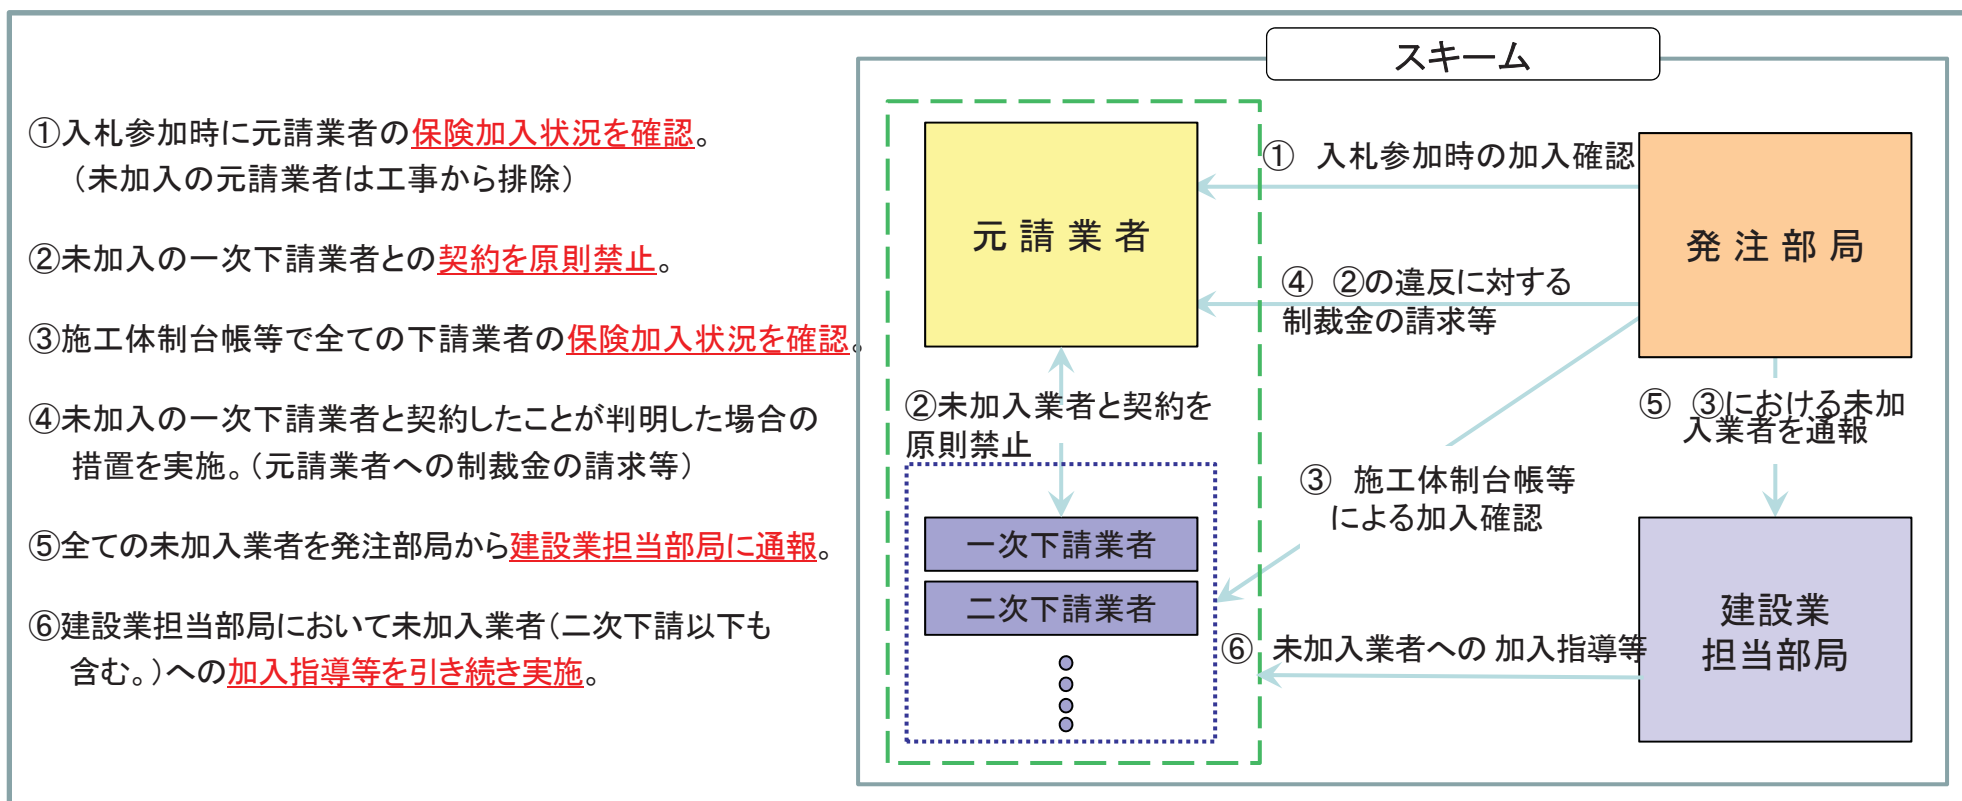 ①入札参加時に元請業者の保険加入状況を確認。
（未加入の元請業者は工事から排除）
②未加入の一次下請業者との契約を原則禁止。
③施工体制台帳等で全ての下請業者の保険加入状況を確認。
④未加入の一次下請業者と契約したことが判明した場合の
措置を実施。（元請業者への制裁金の請求等）
⑤全ての未加入業者を発注部局から建設業担当部局に通報。
⑥建設業担当部局において未加入業者（二次下請以下も
含む。）への加入指導等を引き続き実施。
スキーム
元請業者
① 入札参加時の加入確認
発注部局
④ ②の違反に対する
制裁金の請求等
②未加入業者と契約を
原則禁止
⑤ ③における未加
入業者を通報
③ 施工体制台帳等
による加入確認
一次下請業者
二次下請業者
⑥ 未加入業者への 加入指導等
建設業
担当部局